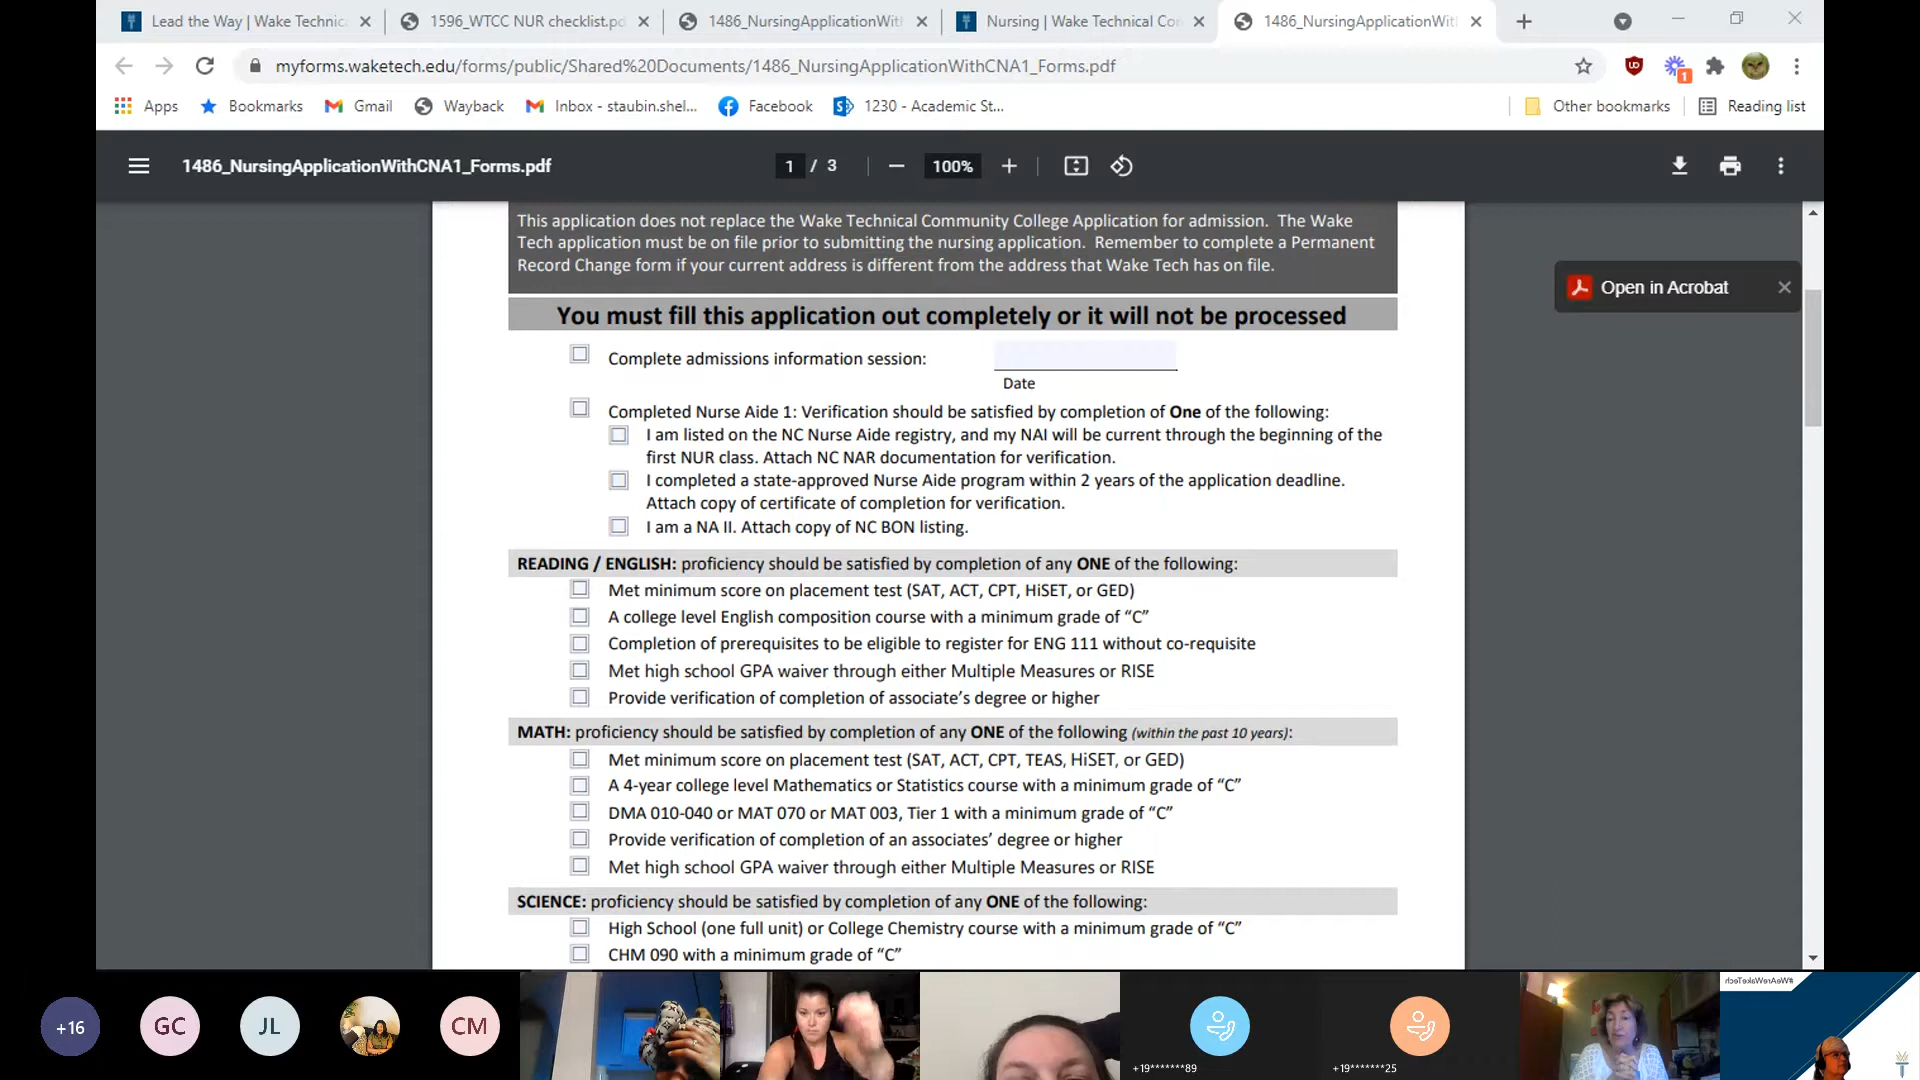 Lead the Way | Wake Technic
1596_WTCC NUR checklist.pd
1486_NursingApplicationWit
Nursing | Wake Technical Co
1486_NursingApplicationWit
myforms.waketech.edu/forms/public/Shared%20Documents/1486_NursingApplicationWithCNA1_Forms.pdf
1
Apps
Bookmarks
Gmail
Wayback
Inbox - staubin.shel...
Facebook
1230 - Academic St...
Other bookmarks
Reading list
1486_NursingApplicationWithCNA1_Forms.pdf
1 / 3
100%
This application does not replace the Wake Technical Community College Application for admission. The Wake
Tech application must be on file prior to submitting the nursing application. Remember to complete a Permanent
Record Change form if your current address is different from the address that Wake Tech has on file.
Open in Acrobat
You must fill this application out completely or it will not be processed
Complete admissions information session:
Date
Completed Nurse Aide 1: Verification should be satisfied by completion of One of the following:
I am listed on the NC Nurse Aide registry, and my NAI will be current through the beginning of the
first NUR class. Attach NC NAR documentation for verification.
I completed a state-approved Nurse Aide program within 2 years of the application deadline.
Attach copy of certificate of completion for verification.
I am a NA II. Attach copy of NC BON listing.
READING / ENGLISH: proficiency should be satisfied by completion of any ONE of the following:
Met minimum score on placement test (SAT, ACT, CPT, HiSET, or GED)
A college level English composition course with a minimum grade of “C”
Completion of prerequisites to be eligible to register for ENG 111 without co-requisite
Met high school GPA waiver through either Multiple Measures or RISE
Provide verification of completion of associate’s degree or higher
MATH: proficiency should be satisfied by completion of any ONE of the following (within the past 10 years):
Met minimum score on placement test (SAT, ACT, CPT, TEAS, HiSET, or GED)
A 4-year college level Mathematics or Statistics course with a minimum grade of “C”
DMA 010-040 or MAT 070 or MAT 003, Tier 1 with a minimum grade of “C”
Provide verification of completion of an associates’ degree or higher
Met high school GPA waiver through either Multiple Measures or RISE
SCIENCE: proficiency should be satisfied by completion of any ONE of the following:
High School (one full unit) or College Chemistry course with a minimum grade of “C”
CHM 090 with a minimum grade of “C”
+16
GC
JL
CM
+19*******89
+19*******25
#WeAreWakeTech